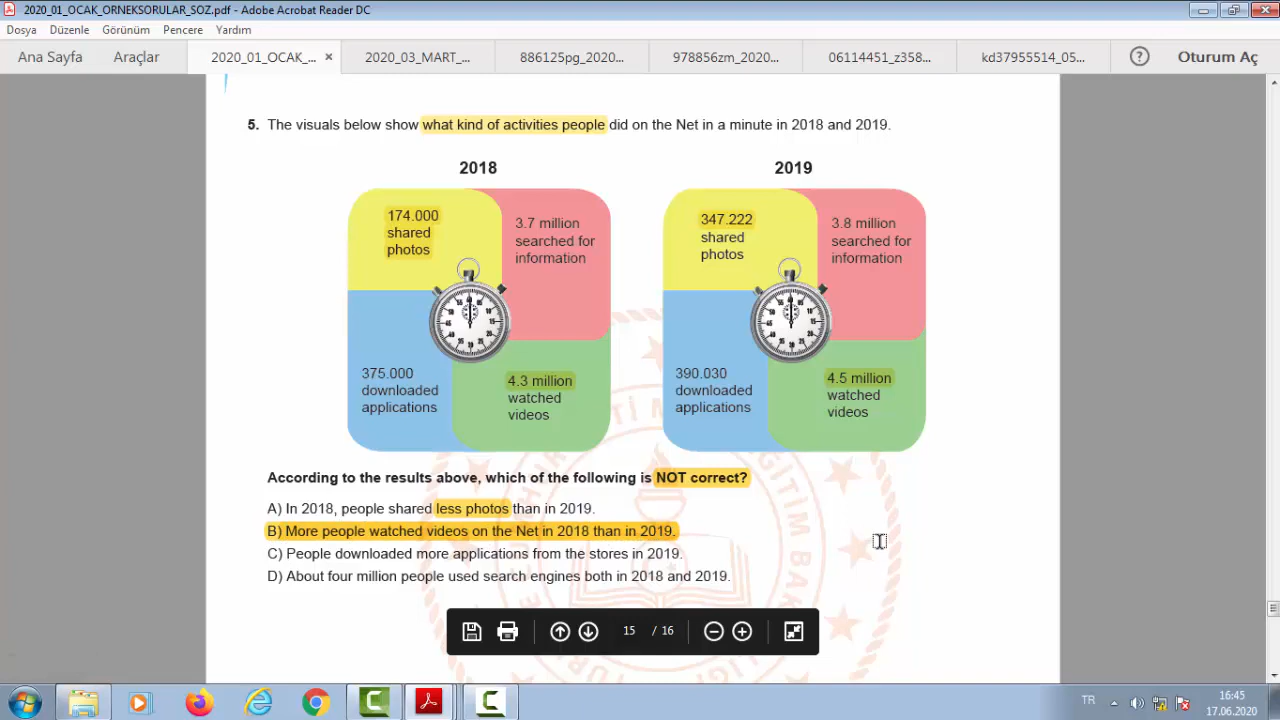 2020_01_OCAK_ORNEKSORULAR_SOZ.pdf - Adobe Acrobat Reader DC
Dosya Düzenle Görünüm Pencere Yardım
Ana Sayfa Araçlar 2020_01_OCAK_... × 2020_03_MART_... 886125pg_2020... 978856zm_2020... 06114451_z358... kd37955514_05... Oturum Aç
5. The visuals below show what kind of activities people did on the Net in a minute in 2018 and 2019.
2018
174.000
shared
photos
3.7 million
searched for
information
375.000
downloaded
applications
4.3 million
watched
videos
2019
347.222
shared
photos
3.8 million
searched for
information
390.030
downloaded
applications
4.5 million
watched
videos
According to the results above, which of the following is NOT correct?
A) In 2018, people shared less photos than in 2019.
B) More people watched videos on the Net in 2018 than in 2019.
C) People downloaded more applications from the stores in 2019.
D) About four million people used search engines both in 2018 and 2019.
15 / 16
TR
16:45
17.06.2020